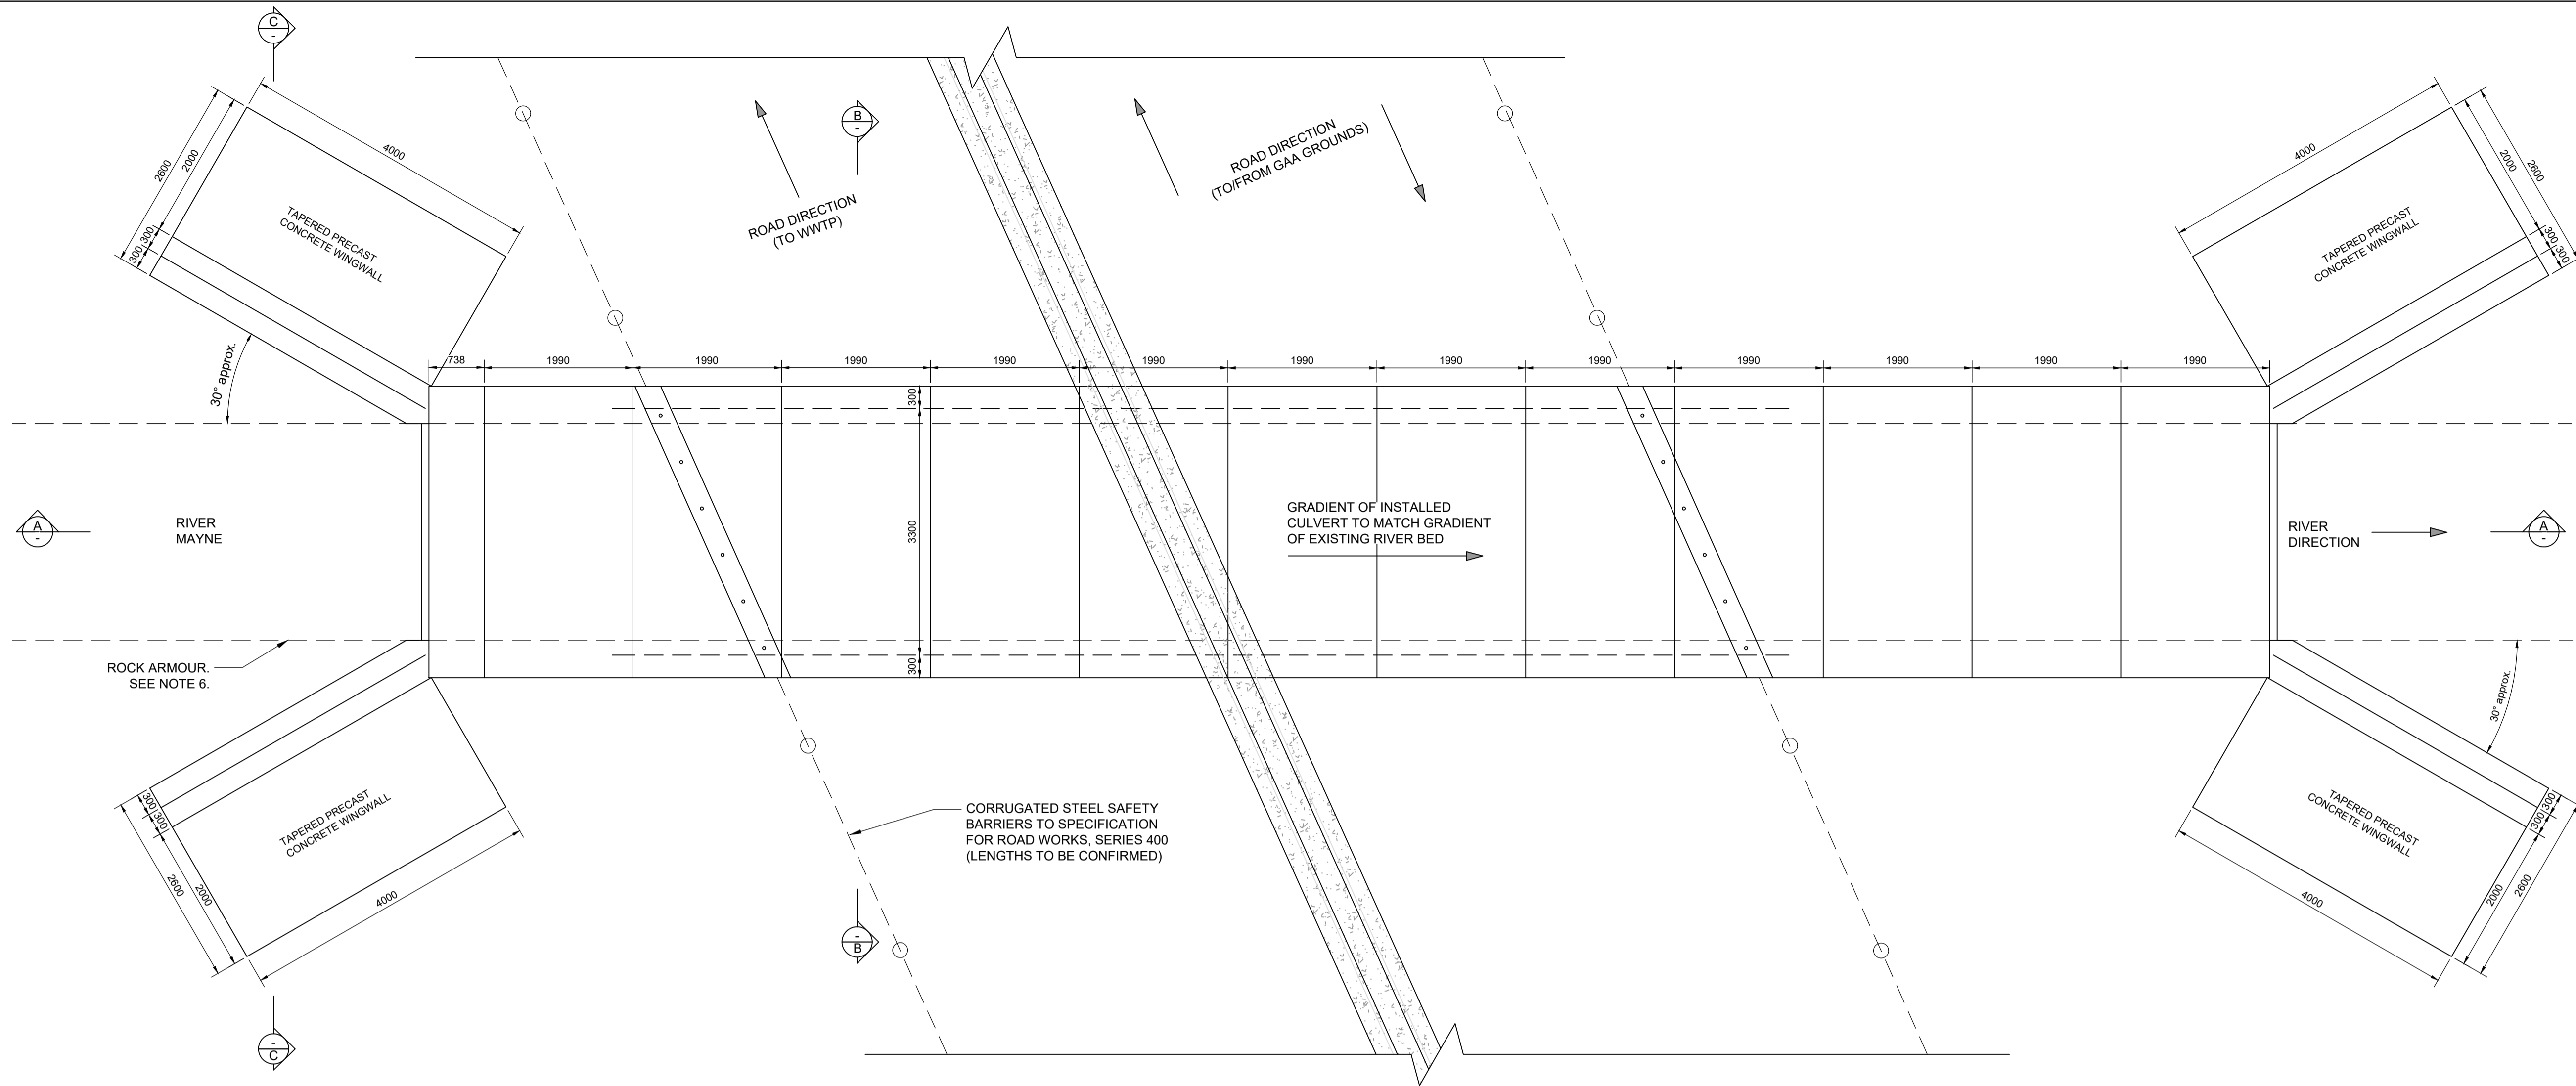 C
-
4000
2600
2000
300
300
TAPERED PRECAST
CONCRETE WINGWALL
30° approx.
ROAD DIRECTION
(TO WWTP)
B
-
ROAD DIRECTION
(TO/FROM GAA GROUNDS)
4000
2000
2600
300
300
TAPERED PRECAST
CONCRETE WINGWALL
738
1990
1990
1990
1990
1990
1990
1990
1990
1990
1990
1990
1990
300
3300
300
A
-
RIVER
MAYNE
GRADIENT OF INSTALLED
CULVERT TO MATCH GRADIENT
OF EXISTING RIVER BED
RIVER
DIRECTION
A
-
ROCK ARMOUR.
SEE NOTE 6.
30° approx.
300
300
2600
2000
4000
TAPERED PRECAST
CONCRETE WINGWALL
CORRUGATED STEEL SAFETY
BARRIERS TO SPECIFICATION
FOR ROAD WORKS, SERIES 400
(LENGTHS TO BE CONFIRMED)
TAPERED PRECAST
CONCRETE WINGWALL
300
300
2000
2600
4000
-
B
-
C